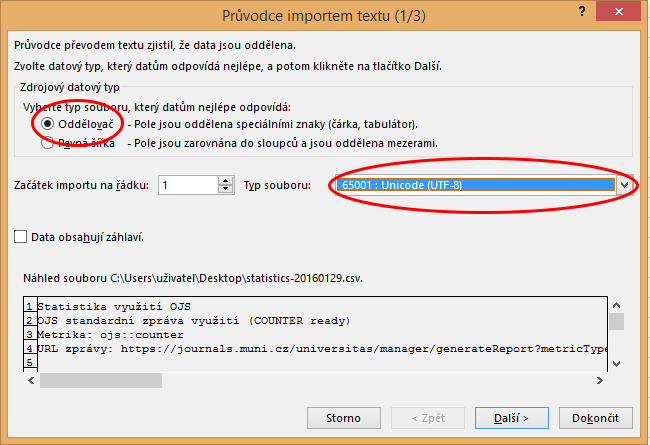 Průvodce importem textu (1/3)
? X
Průvodce převodem textu zjistil, že data jsou oddělena.
Zvolte datový typ, který datům odpovídá nejlépe, a potom klikněte na tlačítko Další.
Zdrojový datový typ
Vyberte typ souboru, který datům nejlépe odpovídá:
Oddělovač - Pole jsou oddělena speciálními znaky (čárka, tabulátor).
Pevná šířka - Pole jsou zarovnána do sloupců a jsou oddělena mezerami.
Začátek importu na řádku: 1 Typ souboru: 65001 : Unicode (UTF-8)
Data obsahují záhlaví.
Náhled souboru C:\Users\uživatel\Desktop\statistics-20160129.csv.
1 Statistika využití OJS
2 OJS standardní zpráva využití (COUNTER ready)
3 Metrika: ojs::counter
4 URL zprávy: https://journals.muni.cz/universitas/manager/generateReport?metricType
5
Storno < Zpět Další > Dokončit